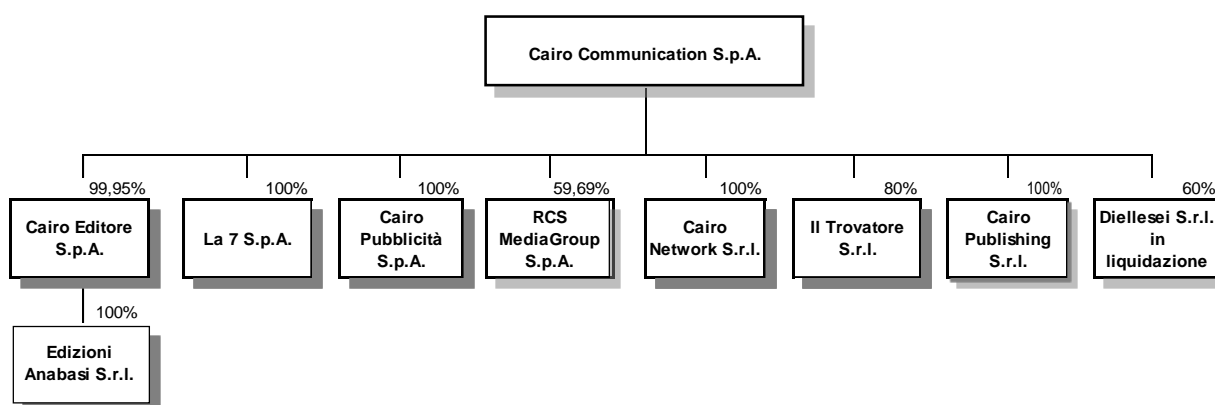 Cairo Communication S.p.A.
99,95%
100%
100%
59,69%
100%
80%
100%
60%
Cairo Editore
S.p.A.
La 7 S.p.A.
Cairo
Pubblicità
S.p.A.
RCS
MediaGroup
S.p.A.
Cairo
Network S.r.l.
Il Trovatore
S.r.l.
Cairo
Publishing
S.r.l.
Diellesei S.r.l.
in
liquidazione
100%
Edizioni
Anabasi S.r.l.